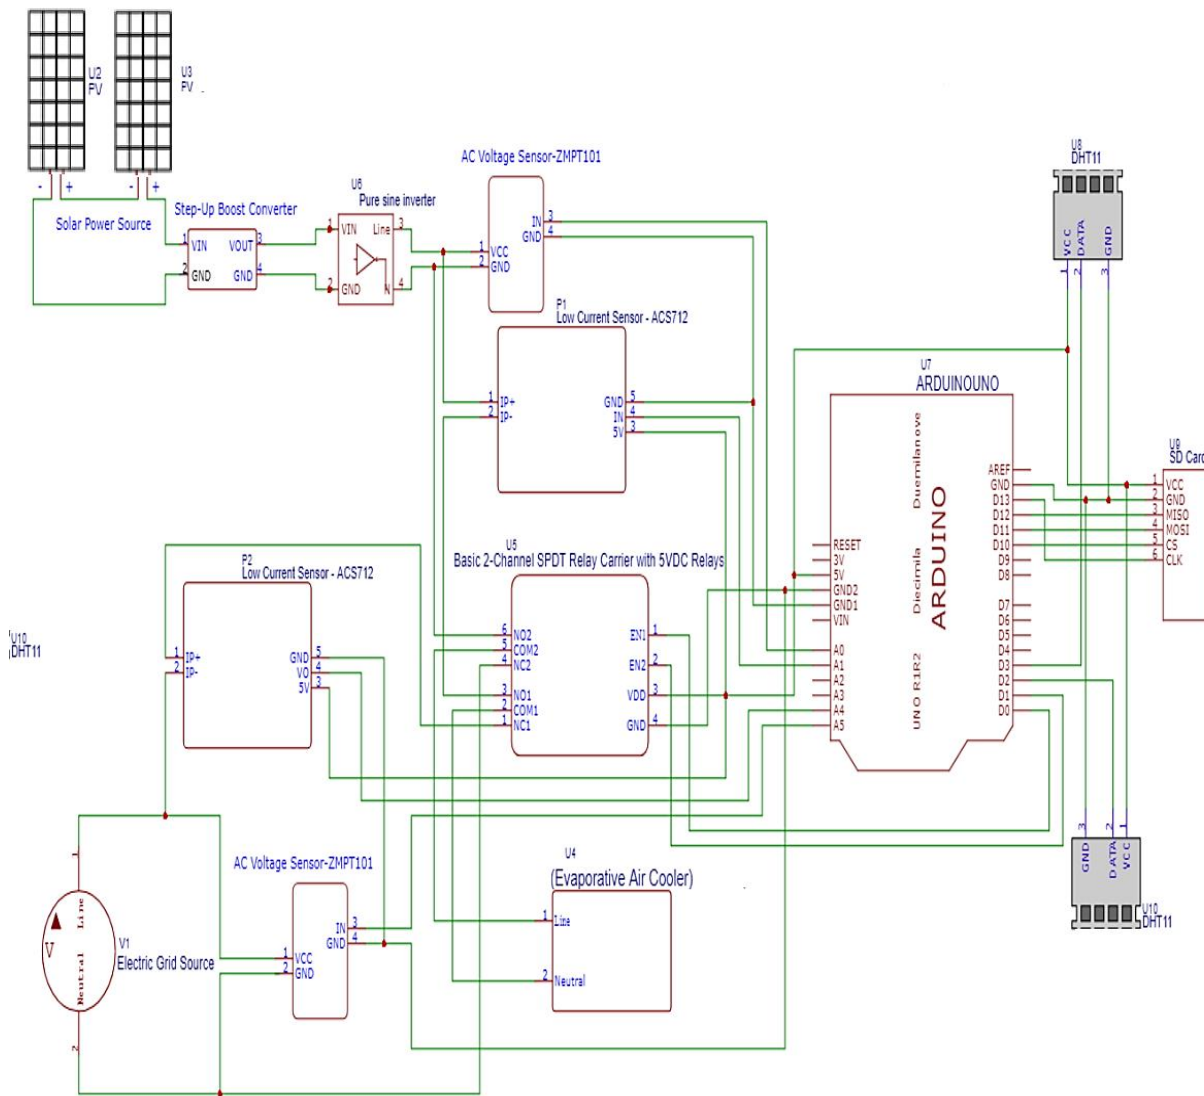 U2
PV
U3
PV
- +
- +
Solar Power Source
Step-Up Boost Converter
1 VIN VOUT 3
2 GND GND 4
U6
Pure sine inverter
1 VIN Line 3
2 GND N 4
AC Voltage Sensor-ZMPT101
IN 3
GND 4
1 VCC
2 GND
P1
Low Current Sensor - ACS712
1 IP+ GND 5
2 IP- IN 4
5V 3
U8
DHT11
VCC DATA GND
1 2 3
U7
ARDUINOUNO
Duemilanove
Diecimila
ARDUINO
UNO R1R2
RESET
3V
5V
GND2
GND1
VIN
A0
A1
A2
A3
A4
A5
AREF
GND
D13
D12
D11
D10
D9
D8
D7
D6
D5
D4
D3
D2
D1
D0
U9
SD Card
1 VCC
2 GND
3 MISO
4 MOSI
5 CS
6 CLK
U5
Basic 2-Channel SPDT Relay Carrier with 5VDC Relays
6 NO2 EN1 1
5 COM2
4 NC2 EN2 2
3 NO1 VDD 3
2 COM1
1 NC1 GND 4
P2
Low Current Sensor - ACS712
1 IP+ GND 5
2 IP- VO 4
5V 3
U10
DHT11
AC Voltage Sensor-ZMPT101
IN 3
GND 4
1 VCC
2 GND
1
Line
V
Neutral
2
V1
Electric Grid Source
U4
(Evaporative Air Cooler)
1 Line
2 Neutral
3 2 1
GND DATA VCC
U10
DHT11